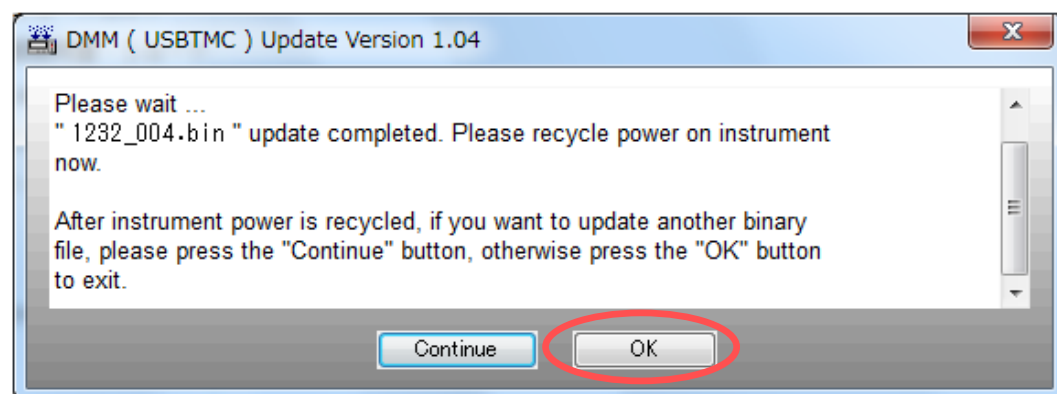 DMM ( USBTMC ) Update Version 1.04
Please wait ...
" 1232_004.bin " update completed. Please recycle power on instrument
now.
After instrument power is recycled, if you want to update another binary
file, please press the "Continue" button, otherwise press the "OK" button
to exit.
Continue OK